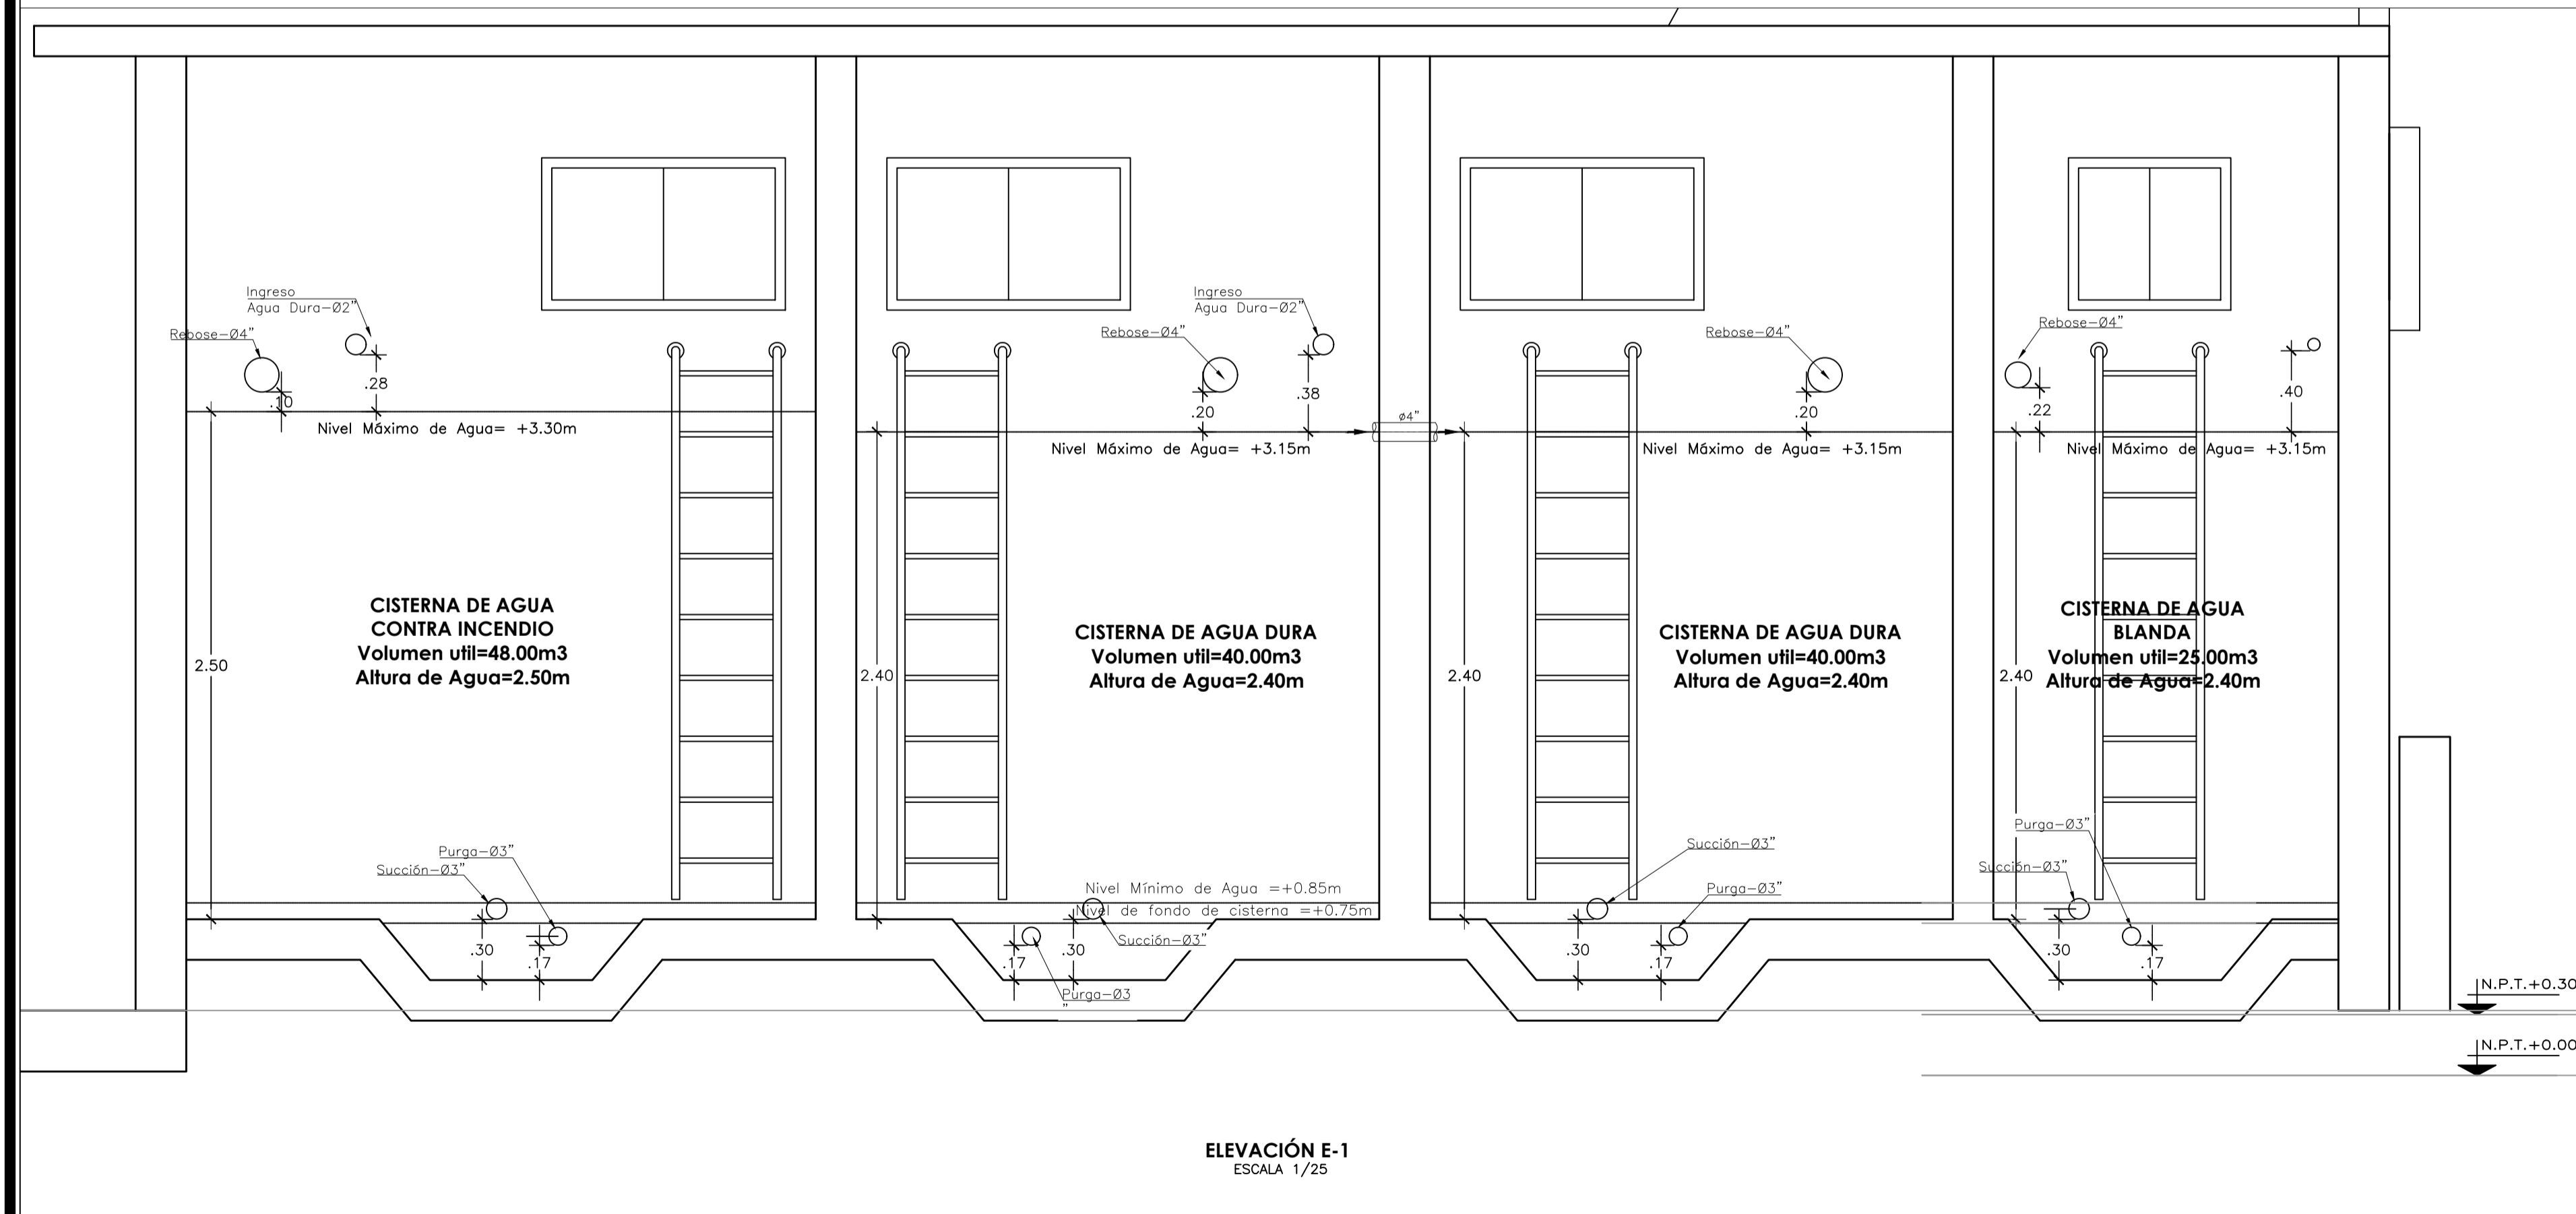 Ingreso
Agua Dura-Ø2"
Rebose-Ø4"
.28
.10
Nivel Máximo de Agua= +3.30m
2.50
CISTERNA DE AGUA
CONTRA INCENDIO
Volumen util=48.00m3
Altura de Agua=2.50m
Purga-Ø3"
Succión-Ø3"
.30
.17
Ingreso
Agua Dura-Ø2"
Rebose-Ø4"
.20
.38
Nivel Máximo de Agua= +3.15m
ø4"
2.40
CISTERNA DE AGUA DURA
Volumen util=40.00m3
Altura de Agua=2.40m
Nivel Mínimo de Agua =+0.85m
Nivel de fondo de cisterna =+0.75m
Succión-Ø3"
.17
.30
Purga-Ø3
"
Rebose-Ø4"
.20
Nivel Máximo de Agua= +3.15m
2.40
CISTERNA DE AGUA DURA
Volumen util=40.00m3
Altura de Agua=2.40m
Succión-Ø3"
Purga-Ø3"
.30
.17
Rebose-Ø4"
.22
.40
Nivel Máximo de Agua= +3.15m
2.40
CISTERNA DE AGUA
BLANDA
Volumen util=25.00m3
Altura de Agua=2.40m
Purga-Ø3"
Succión-Ø3"
.30
.17
N.P.T.+0.30
N.P.T.+0.00
ELEVACIÓN E-1
ESCALA 1/25